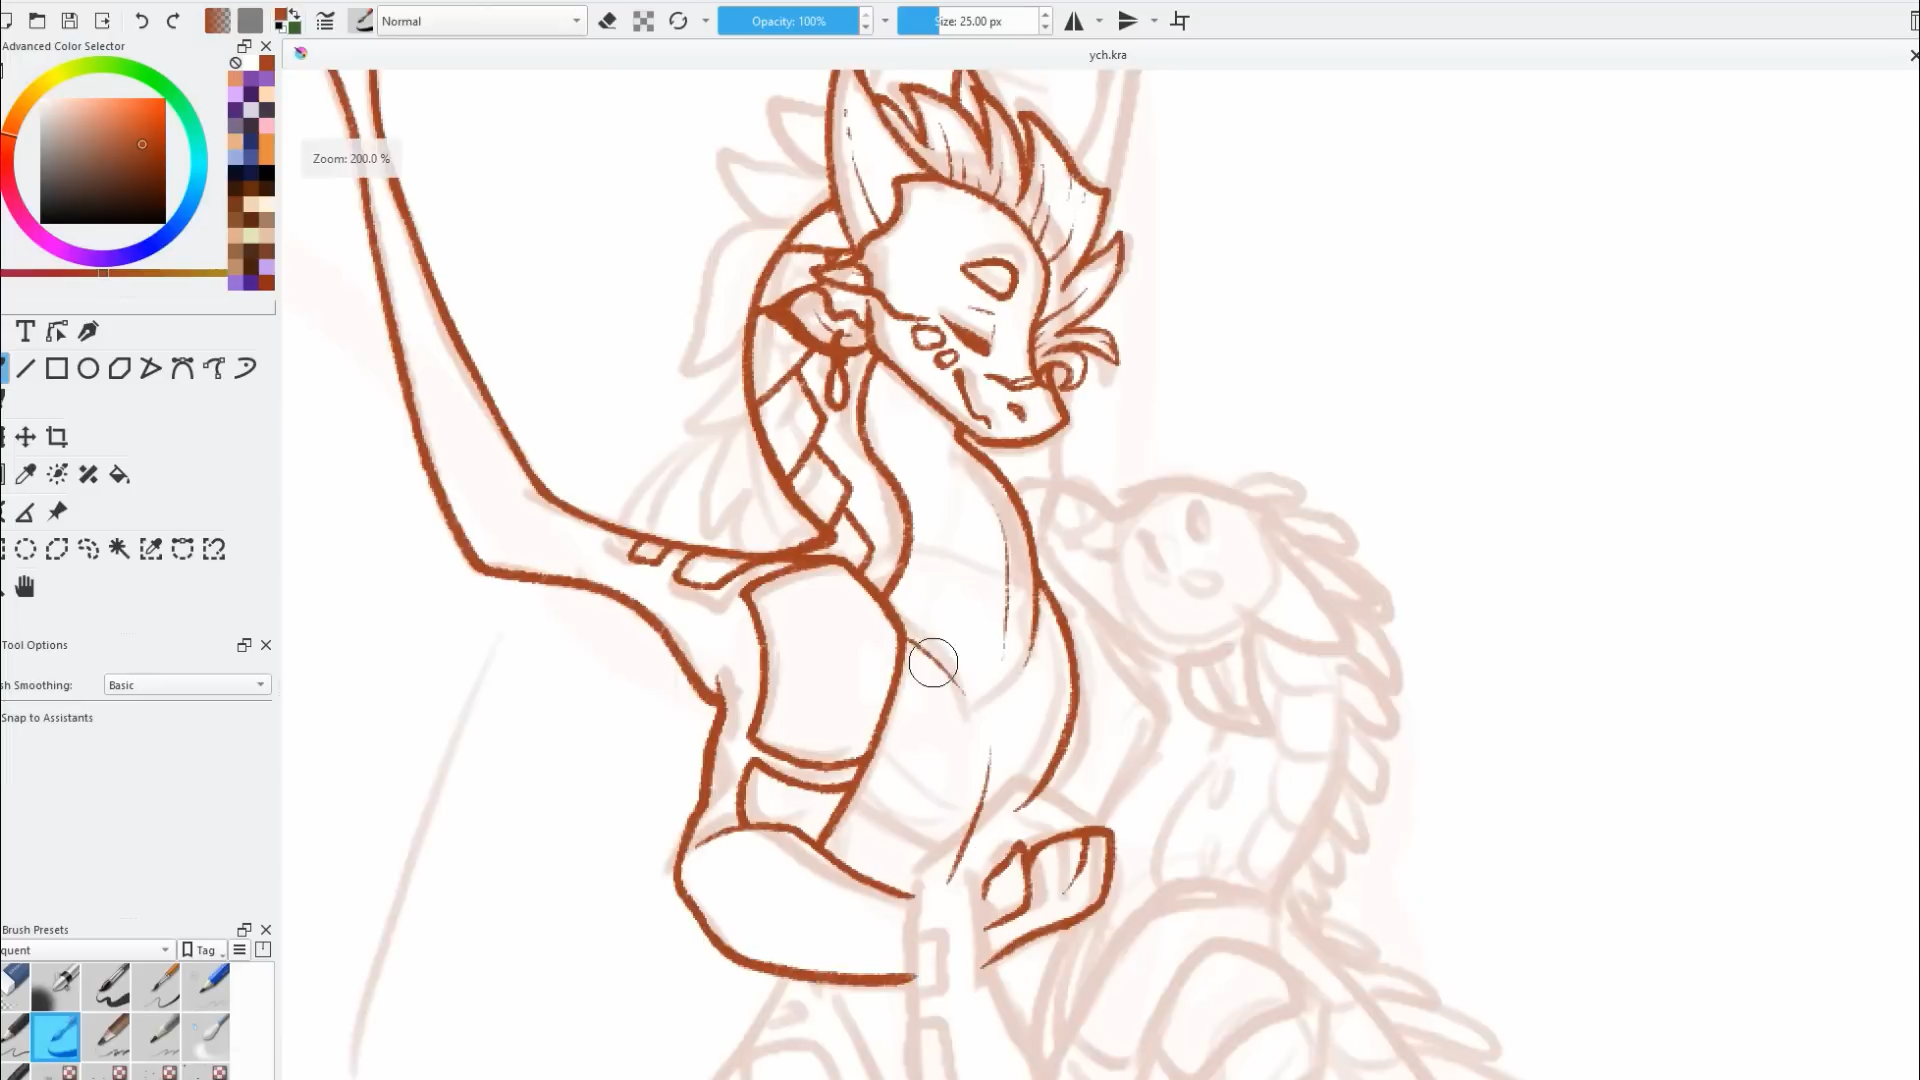 Normal
Opacity: 100%
Size: 25.00 px
Advanced Color Selector
ych.kra
Zoom: 200.0 %
Tool Options
sh Smoothing:
Basic
Snap to Assistants
Brush Presets
quent
Tag